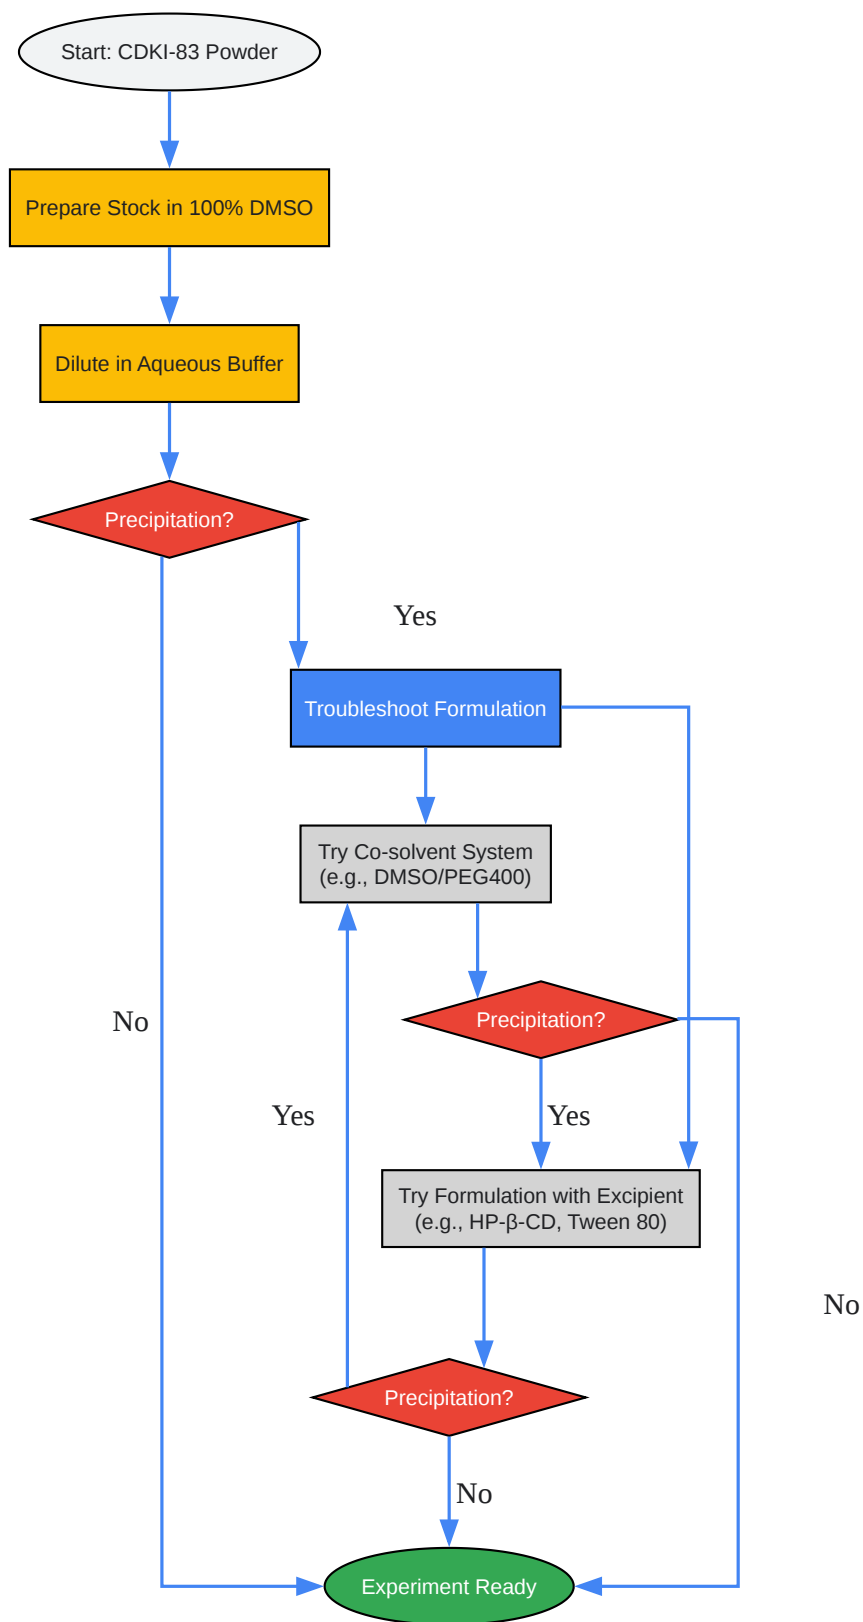 Start: CDKI-83 Powder
Prepare Stock in 100% DMSO
Dilute in Aqueous Buffer
Precipitation?
Yes
Troubleshoot Formulation
Try Co-solvent System
(e.g., DMSO/PEG400)
No
Precipitation?
Yes
Yes
Try Formulation with Excipient
(e.g., HP-β-CD, Tween 80)
No
Precipitation?
No
Experiment Ready